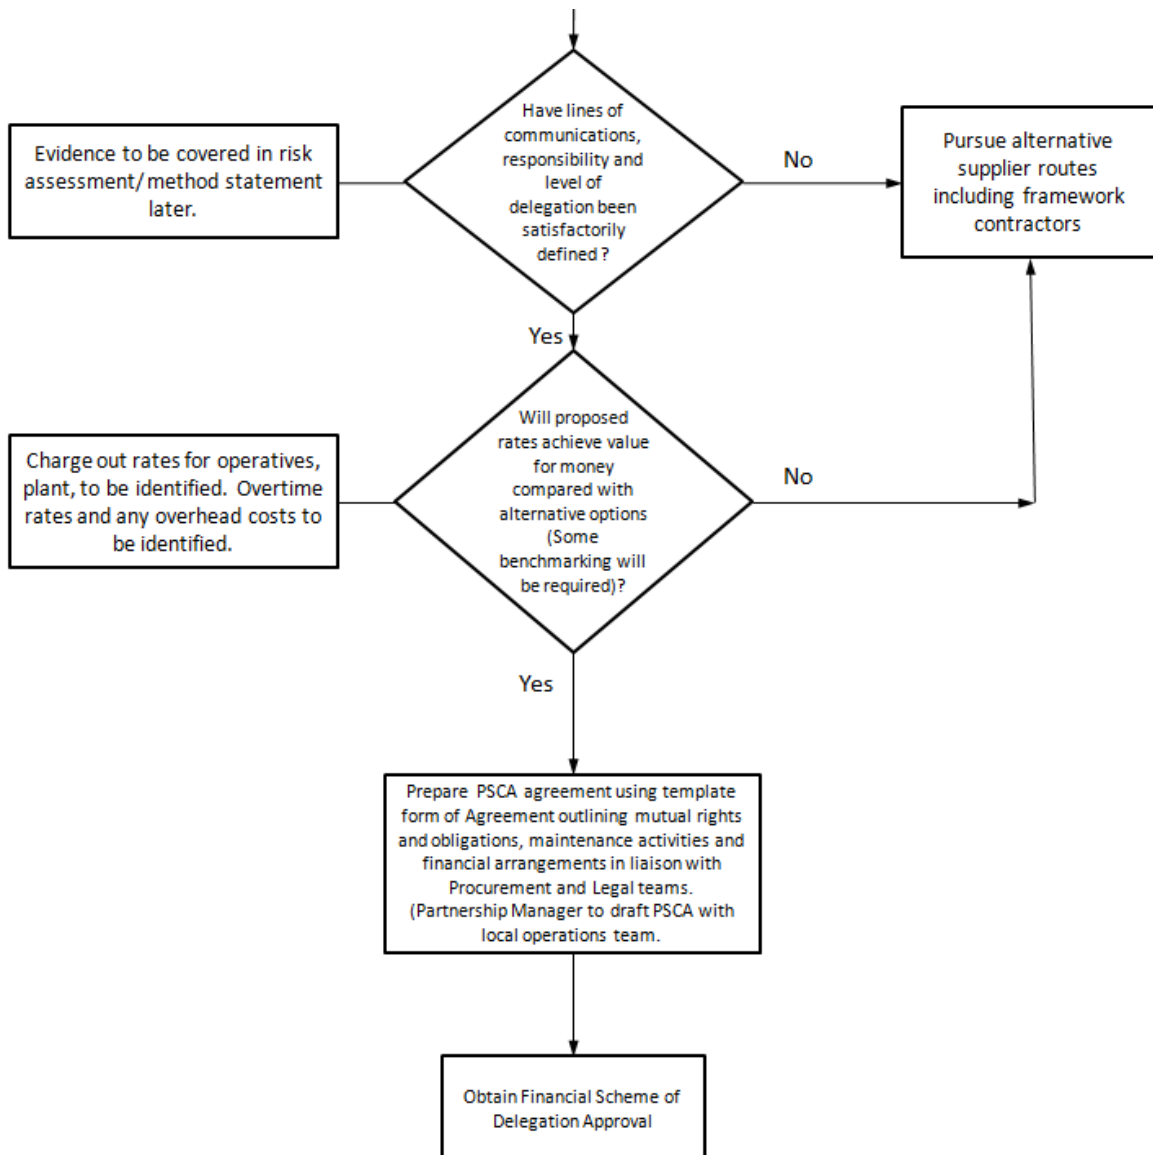 Have lines of
communications,
responsibility and
level of
delegation been
satisfactorily
defined ?
Evidence to be covered in risk
assessment/ method statement
later.
No
Pursue alternative
supplier routes
including framework
contractors
Yes
Will proposed
rates achieve value
for money
compared with
alternative options
(Some
benchmarking will
be required)?
Charge out rates for operatives,
plant, to be identified.  Overtime
rates and any overhead costs to
be identified.
No
Yes
Prepare  PSCA agreement using template
form of Agreement outlining mutual rights
and obligations, maintenance activities and
financial arrangements in liaison with
Procurement and Legal teams.
(Partnership Manager to draft PSCA with
local operations team.
Obtain Financial Scheme of
Delegation Approval